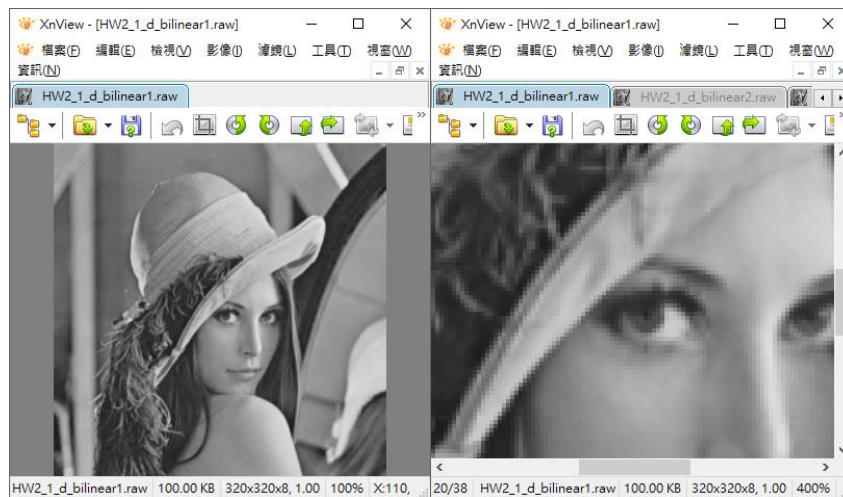 XnView - [HW2_1_d_bilinear1.raw]
檔案(F) 編輯(E) 檢視(V) 影像(I) 濾鏡(L) 工具(T) 視窗(W)
資訊(N)
HW2_1_d_bilinear1.raw
HW2_1_d_bilinear1.raw 100.00 KB 320x320x8, 1.00 100% X:110,
XnView - [HW2_1_d_bilinear1.raw]
檔案(F) 編輯(E) 檢視(V) 影像(I) 濾鏡(L) 工具(T) 視窗(W)
資訊(N)
HW2_1_d_bilinear1.raw HW2_1_d_bilinear2.raw
20/38 HW2_1_d_bilinear1.raw 100.00 KB 320x320x8, 1.00 400%